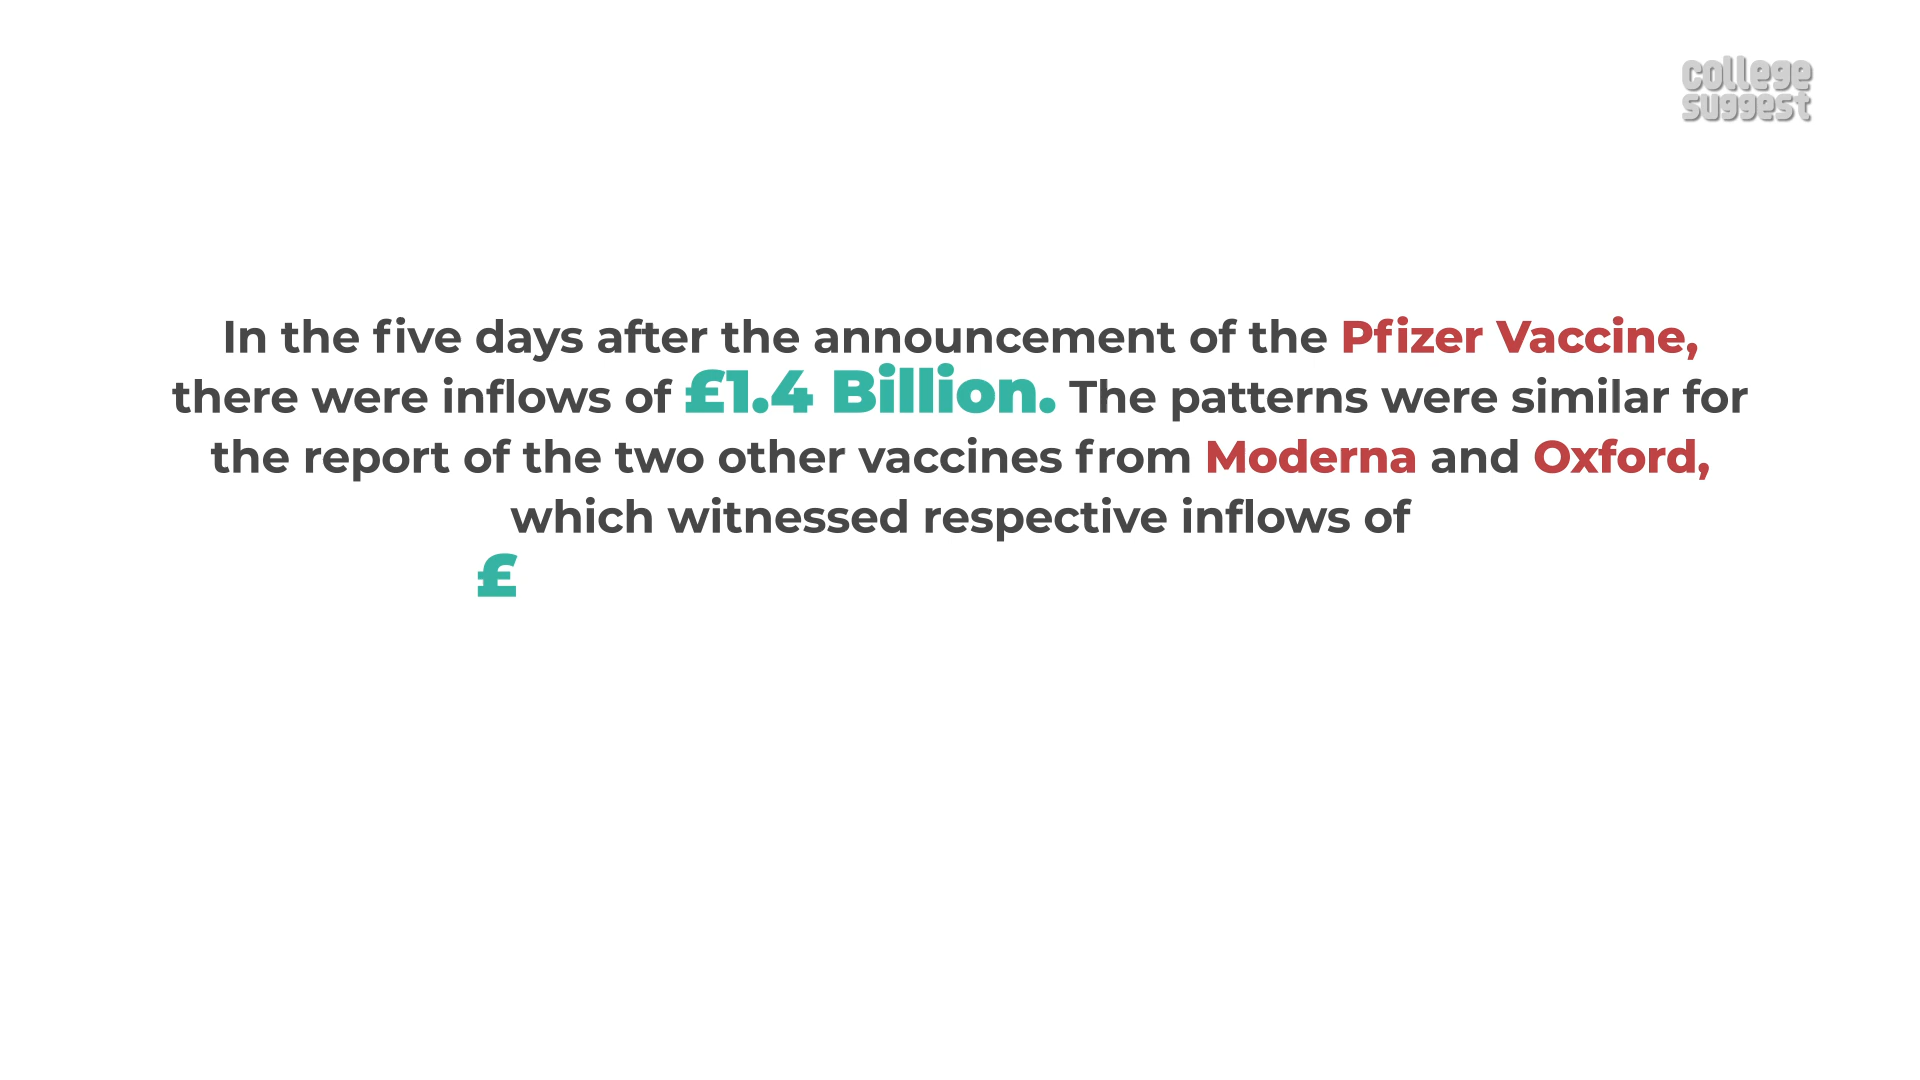 college
suggest
In the five days after the announcement of the Pfizer Vaccine,
there were inflows of £1.4 Billion. The patterns were similar for
the report of the two other vaccines from Moderna and Oxford,
which witnessed respective inflows of
£